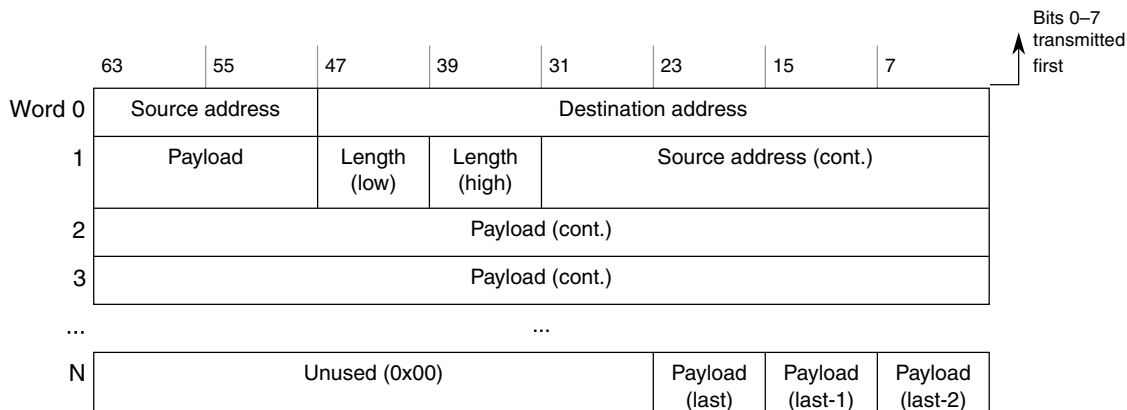 Bits 0–7
transmitted
first
63 55 47 39 31 23 15 7
Word 0 Source address Destination address
1 Payload Length Length Source address (cont.)
(low) (high)
2 Payload (cont.)
3 Payload (cont.)
... ...
N Unused (0x00) Payload Payload Payload
(last) (last-1) (last-2)